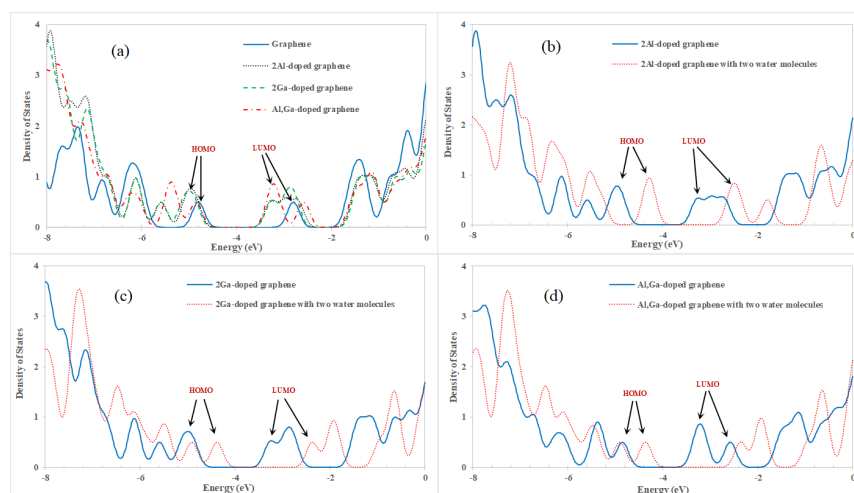 (a)
Graphene
2Al-doped graphene
2Ga-doped graphene
Al,Ga-doped graphene
HOMO
LUMO
Density of States
4
3
2
1
0
-8
-6
-4
-2
0
Energy (eV)
(b)
2Al-doped graphene
2Al-doped graphene with two water molecules
HOMO
LUMO
Density of States
4
3
2
1
0
-8
-6
-4
-2
0
Energy (eV)
(c)
2Ga-doped graphene
2Ga-doped graphene with two water molecules
HOMO
LUMO
Density of States
4
3
2
1
0
-8
-6
-4
-2
0
Energy (eV)
(d)
Al,Ga-doped graphene
Al,Ga-doped graphene with two water molecules
HOMO
LUMO
Density of States
4
3
2
1
0
-8
-6
-4
-2
0
Energy (eV)